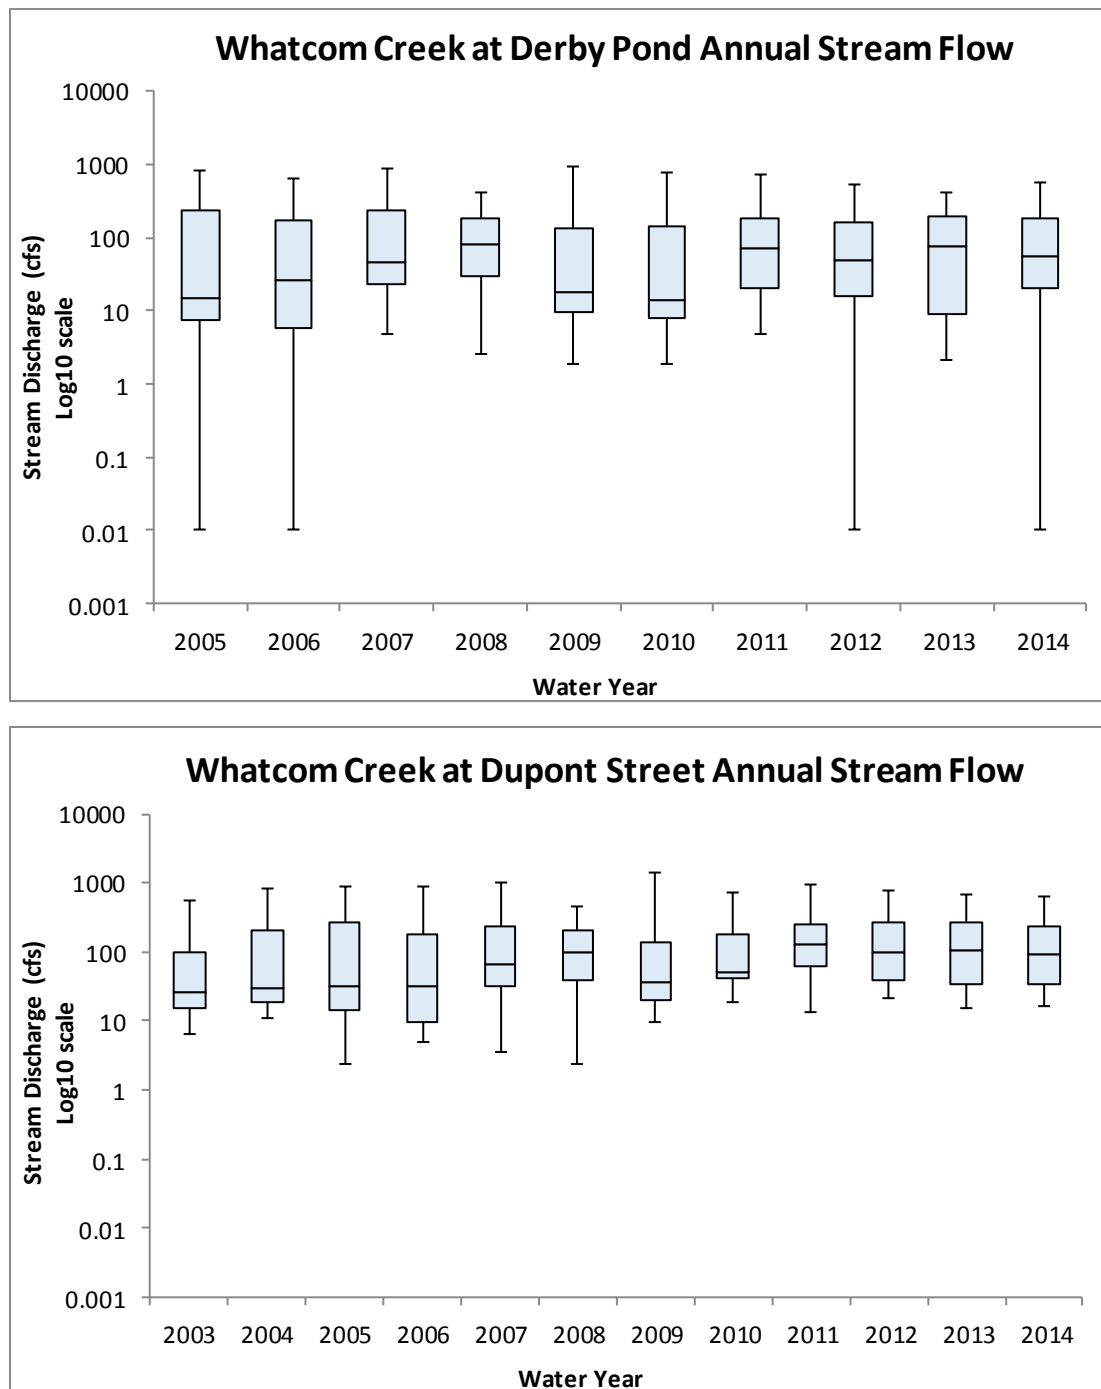 Whatcom Creek at Derby Pond Annual Stream Flow
10000
1000
100
10
1
0.1
0.01
0.001
Stream Discharge (cfs)
Log10 scale
2005 2006 2007 2008 2009 2010 2011 2012 2013 2014
Water Year
Whatcom Creek at Dupont Street Annual Stream Flow
10000
1000
100
10
1
0.1
0.01
0.001
Stream Discharge (cfs)
Log10 scale
2003 2004 2005 2006 2007 2008 2009 2010 2011 2012 2013 2014
Water Year